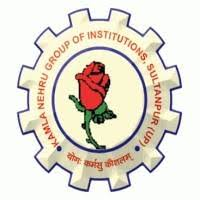 • KAMLA NEHRU GROUP OF INSTITUTIONS, SULTANPUR (UP) •
योगः कर्मसु कौशलम्